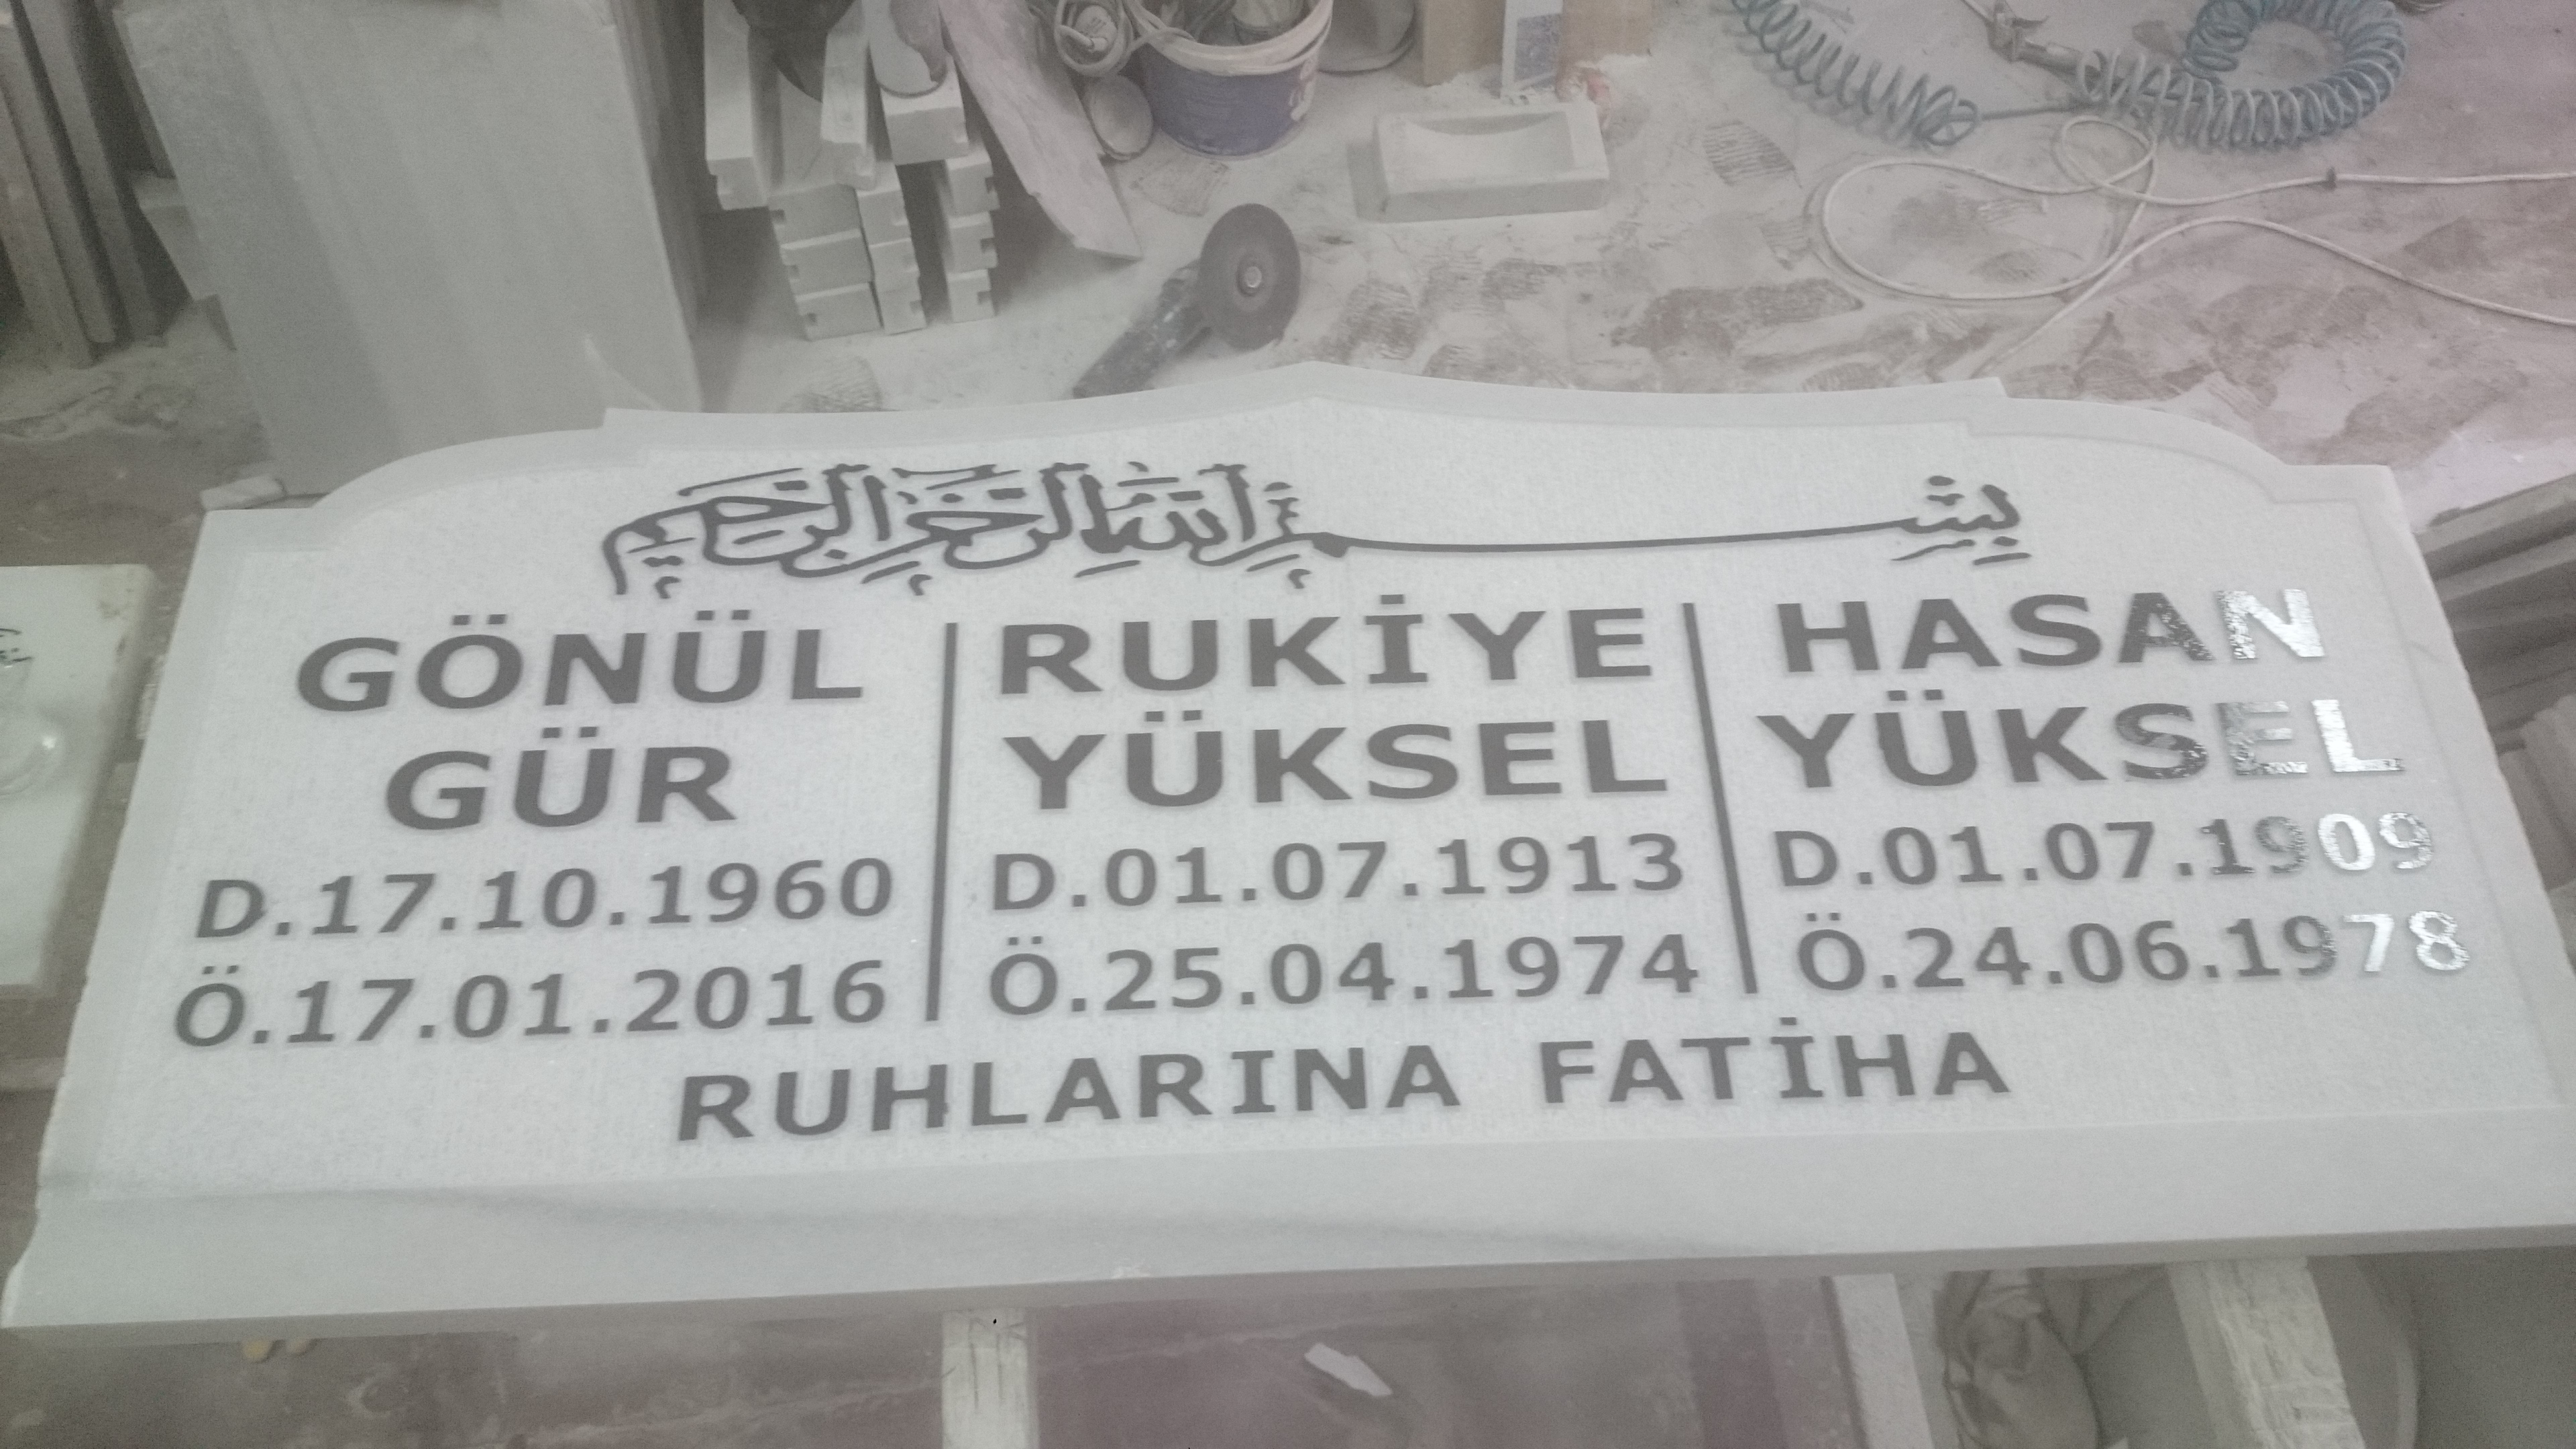 بسم الله الرحمن الرحيم
GÖNÜL
GÜR
D.17.10.1960
Ö.17.01.2016
RUKİYE
YÜKSEL
D.01.07.1913
Ö.25.04.1974
HASAN
YÜKSEL
D.01.07.1909
Ö.24.06.1978
RUHLARINA FATİHA